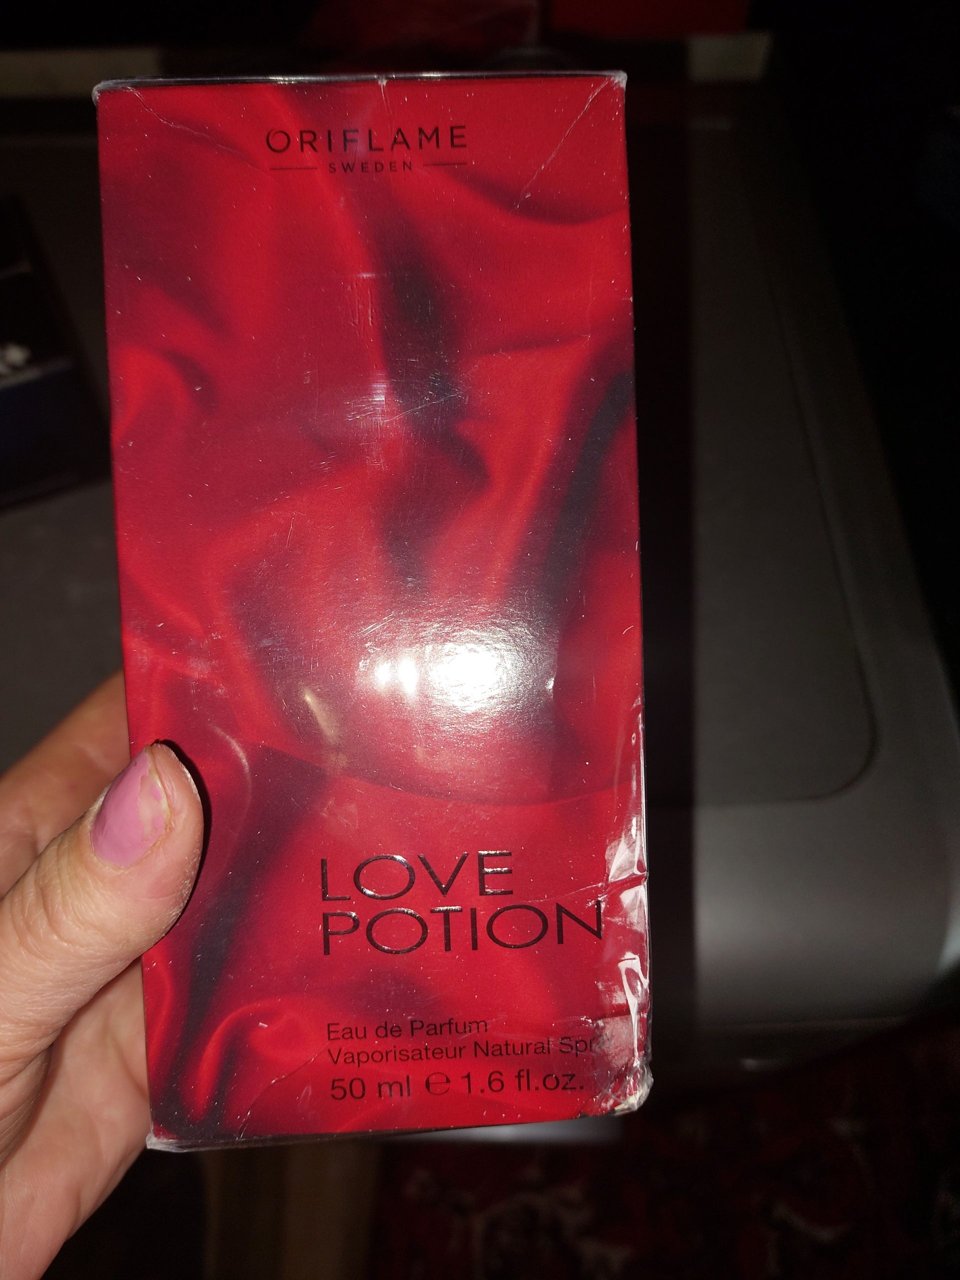 ORIFLAME
SWEDEN
LOVE
POTION
Eau de Parfum
Vaporisateur Natural
50 ml ℮ 1.6 fl.oz.